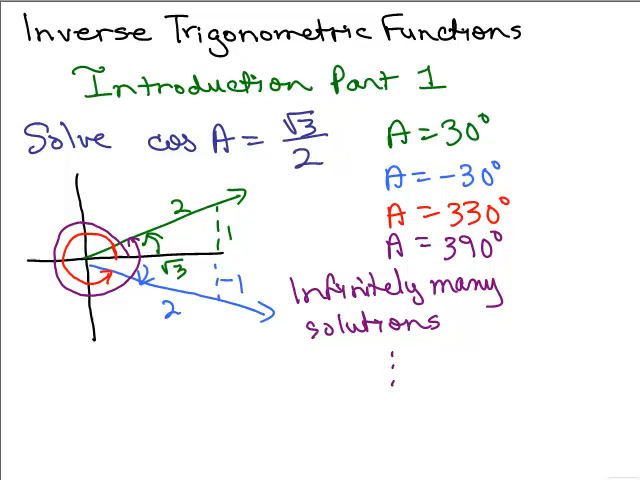 Inverse Trigonometric Functions
Introduction Part 1
Solve cos A = √3/2
A = 30°
A = -30°
A = 330°
A = 390°
Infinitely many
solutions
2
1
√3
-1
2